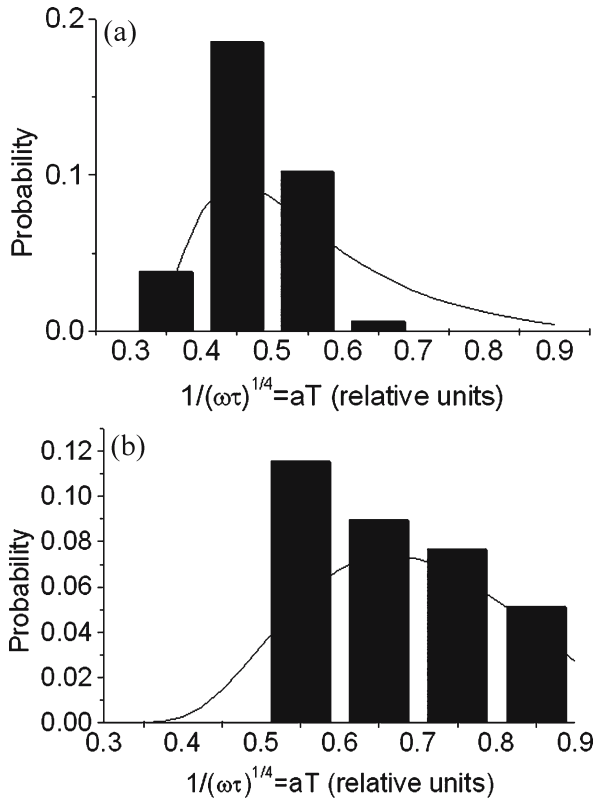 (a)
Probability
0.2
0.1
0.0
0.3 0.4 0.5 0.6 0.7 0.8 0.9
1/(ωτ)^1/4=aT (relative units)
(b)
Probability
0.12
0.10
0.08
0.06
0.04
0.02
0.00
0.3 0.4 0.5 0.6 0.7 0.8 0.9
1/(ωτ)^1/4=aT (relative units)